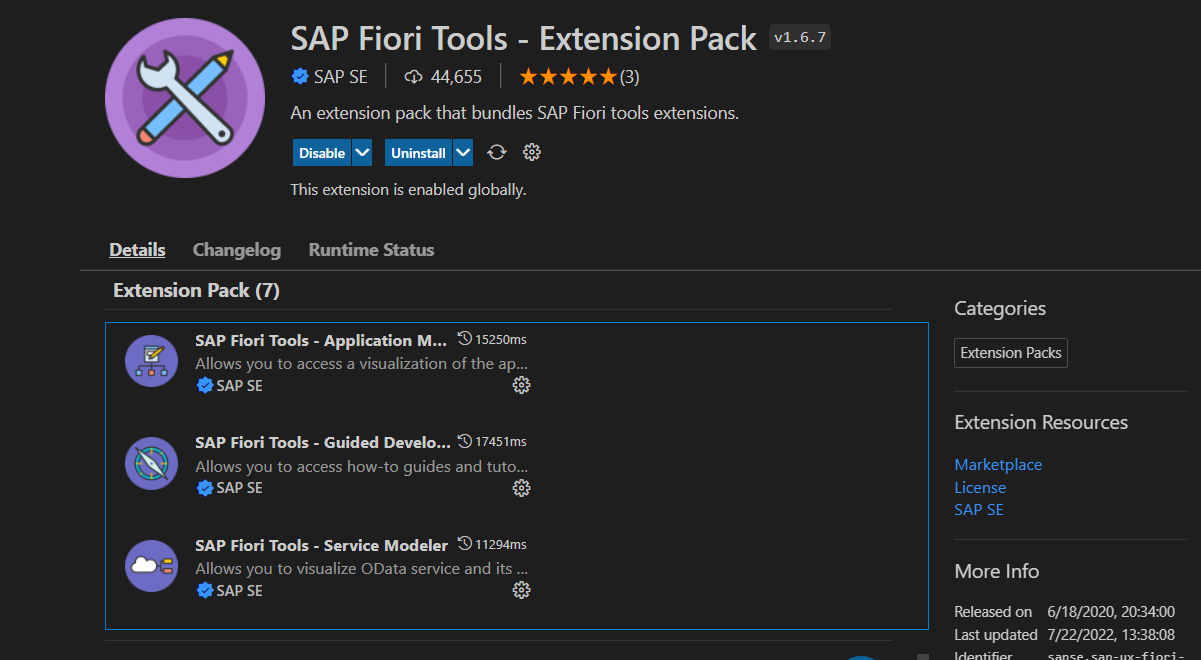 SAP Fiori Tools - Extension Pack v1.6.7
SAP SE 44,655 (3)
An extension pack that bundles SAP Fiori tools extensions.
Disable Uninstall
This extension is enabled globally.
Details Changelog Runtime Status
Extension Pack (7)
SAP Fiori Tools - Application M... 15250ms
Allows you to access a visualization of the ap...
SAP SE
SAP Fiori Tools - Guided Develo... 17451ms
Allows you to access how-to guides and tuto...
SAP SE
SAP Fiori Tools - Service Modeler 11294ms
Allows you to visualize OData service and its ...
SAP SE
Categories
Extension Packs
Extension Resources
Marketplace
License
SAP SE
More Info
Released on 6/18/2020, 20:34:00
Last updated 7/22/2022, 13:38:08
Identifier sapse.sap-ux-fiori-